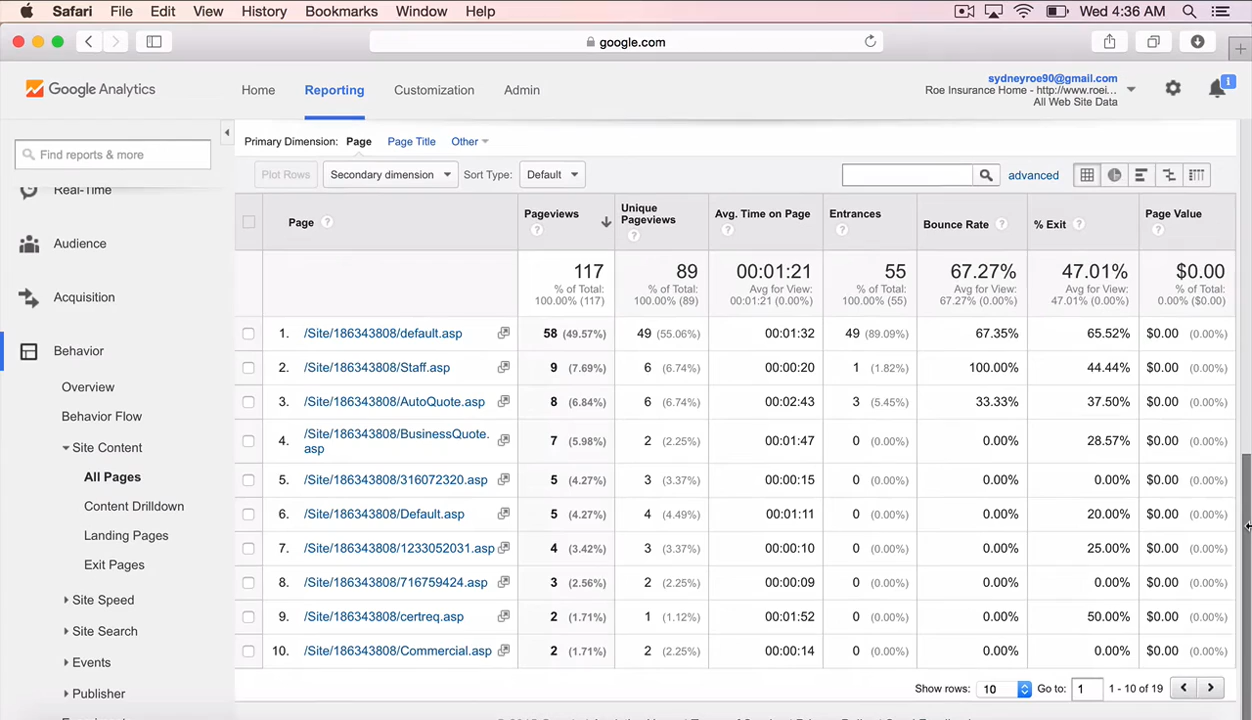 Safari File Edit View History Bookmarks Window Help Wed 4:36 AM
google.com
Google Analytics Home Reporting Customization Admin
sydneyroe90@gmail.com
Roe Insurance Home - http://www.roei...
All Web Site Data
1
Find reports & more
Real-Time
Audience
Acquisition
Behavior
Overview
Behavior Flow
Site Content
All Pages
Content Drilldown
Landing Pages
Exit Pages
Site Speed
Site Search
Events
Publisher
Primary Dimension: Page Page Title Other
Plot Rows Secondary dimension Sort Type: Default advanced
Page ? Pageviews ? Unique Pageviews ? Avg. Time on Page ? Entrances ? Bounce Rate ? % Exit ? Page Value ?
117 89 00:01:21 55 67.27% 47.01% $0.00
% of Total: % of Total: Avg for View: % of Total: Avg for View: Avg for View: % of Total:
100.00% (117) 100.00% (89) 00:01:21 (0.00%) 100.00% (55) 67.27% (0.00%) 47.01% (0.00%) 0.00% ($0.00)
1. /Site/186343808/default.asp 58 (49.57%) 49 (55.06%) 00:01:32 49 (89.09%) 67.35% 65.52% $0.00 (0.00%)
2. /Site/186343808/Staff.asp 9 (7.69%) 6 (6.74%) 00:00:20 1 (1.82%) 100.00% 44.44% $0.00 (0.00%)
3. /Site/186343808/AutoQuote.asp 8 (6.84%) 6 (6.74%) 00:02:43 3 (5.45%) 33.33% 37.50% $0.00 (0.00%)
4. /Site/186343808/BusinessQuote.asp 7 (5.98%) 2 (2.25%) 00:01:47 0 (0.00%) 0.00% 28.57% $0.00 (0.00%)
5. /Site/186343808/316072320.asp 5 (4.27%) 3 (3.37%) 00:00:15 0 (0.00%) 0.00% 0.00% $0.00 (0.00%)
6. /Site/186343808/Default.asp 5 (4.27%) 4 (4.49%) 00:01:11 0 (0.00%) 0.00% 20.00% $0.00 (0.00%)
7. /Site/186343808/1233052031.asp 4 (3.42%) 3 (3.37%) 00:00:10 0 (0.00%) 0.00% 25.00% $0.00 (0.00%)
8. /Site/186343808/716759424.asp 3 (2.56%) 2 (2.25%) 00:00:09 0 (0.00%) 0.00% 0.00% $0.00 (0.00%)
9. /Site/186343808/certreq.asp 2 (1.71%) 1 (1.12%) 00:01:52 0 (0.00%) 0.00% 50.00% $0.00 (0.00%)
10. /Site/186343808/Commercial.asp 2 (1.71%) 2 (2.25%) 00:00:14 0 (0.00%) 0.00% 0.00% $0.00 (0.00%)
Show rows: 10 Go to: 1 1 - 10 of 19